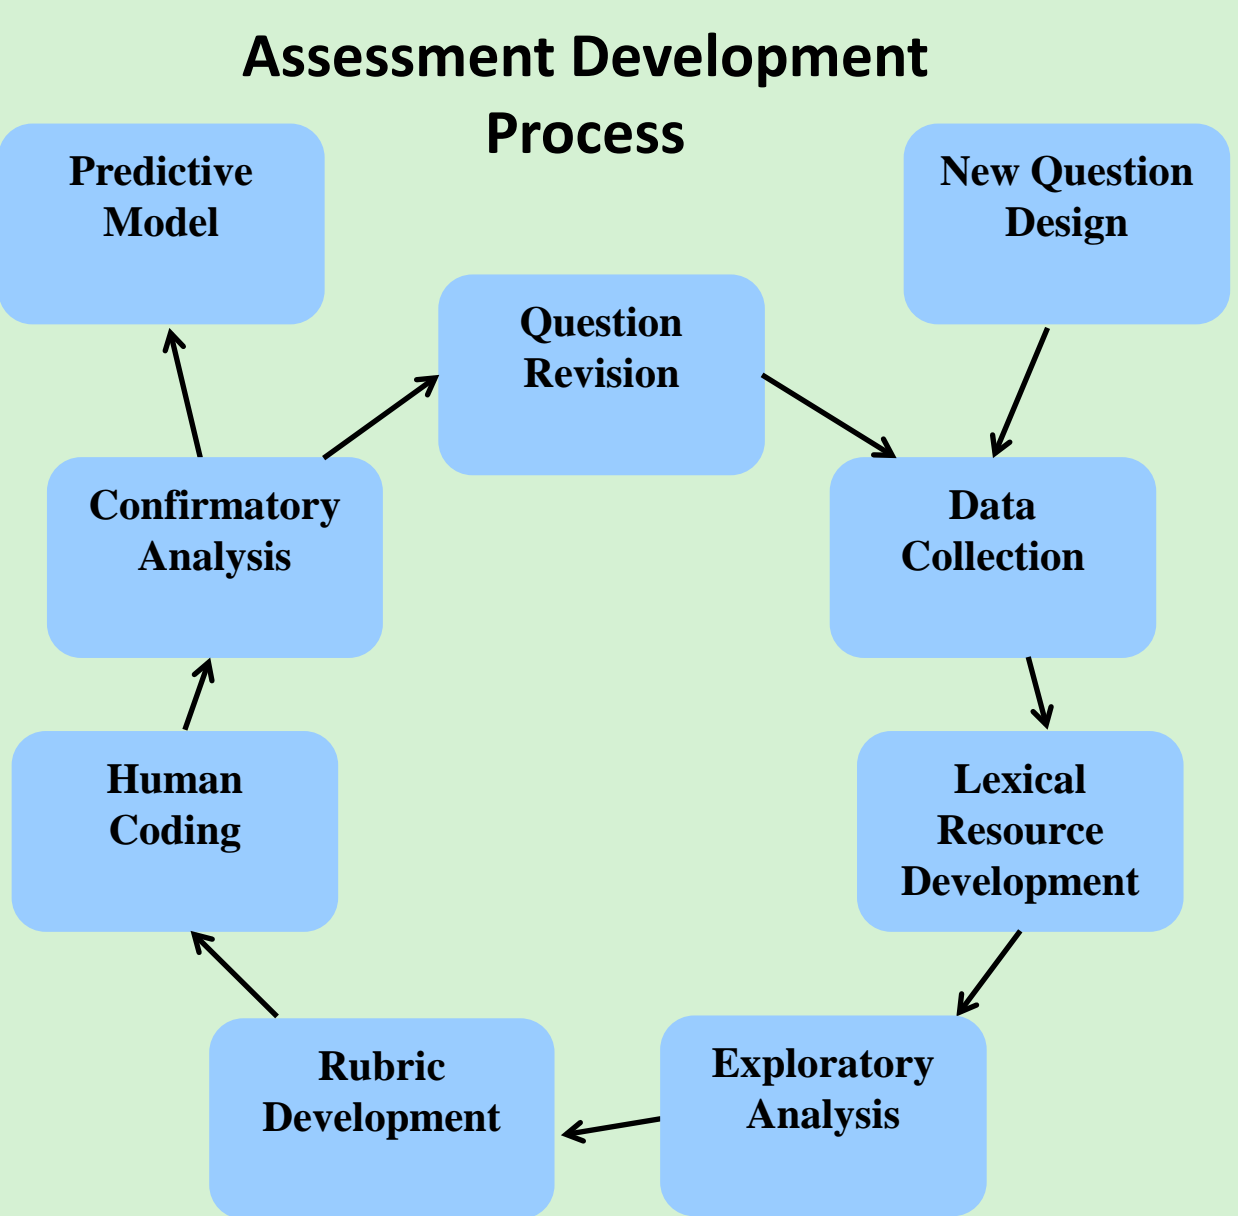 Assessment Development
Process
Predictive
Model
New Question
Design
Question
Revision
Confirmatory
Analysis
Data
Collection
Human
Coding
Lexical
Resource
Development
Rubric
Development
Exploratory
Analysis